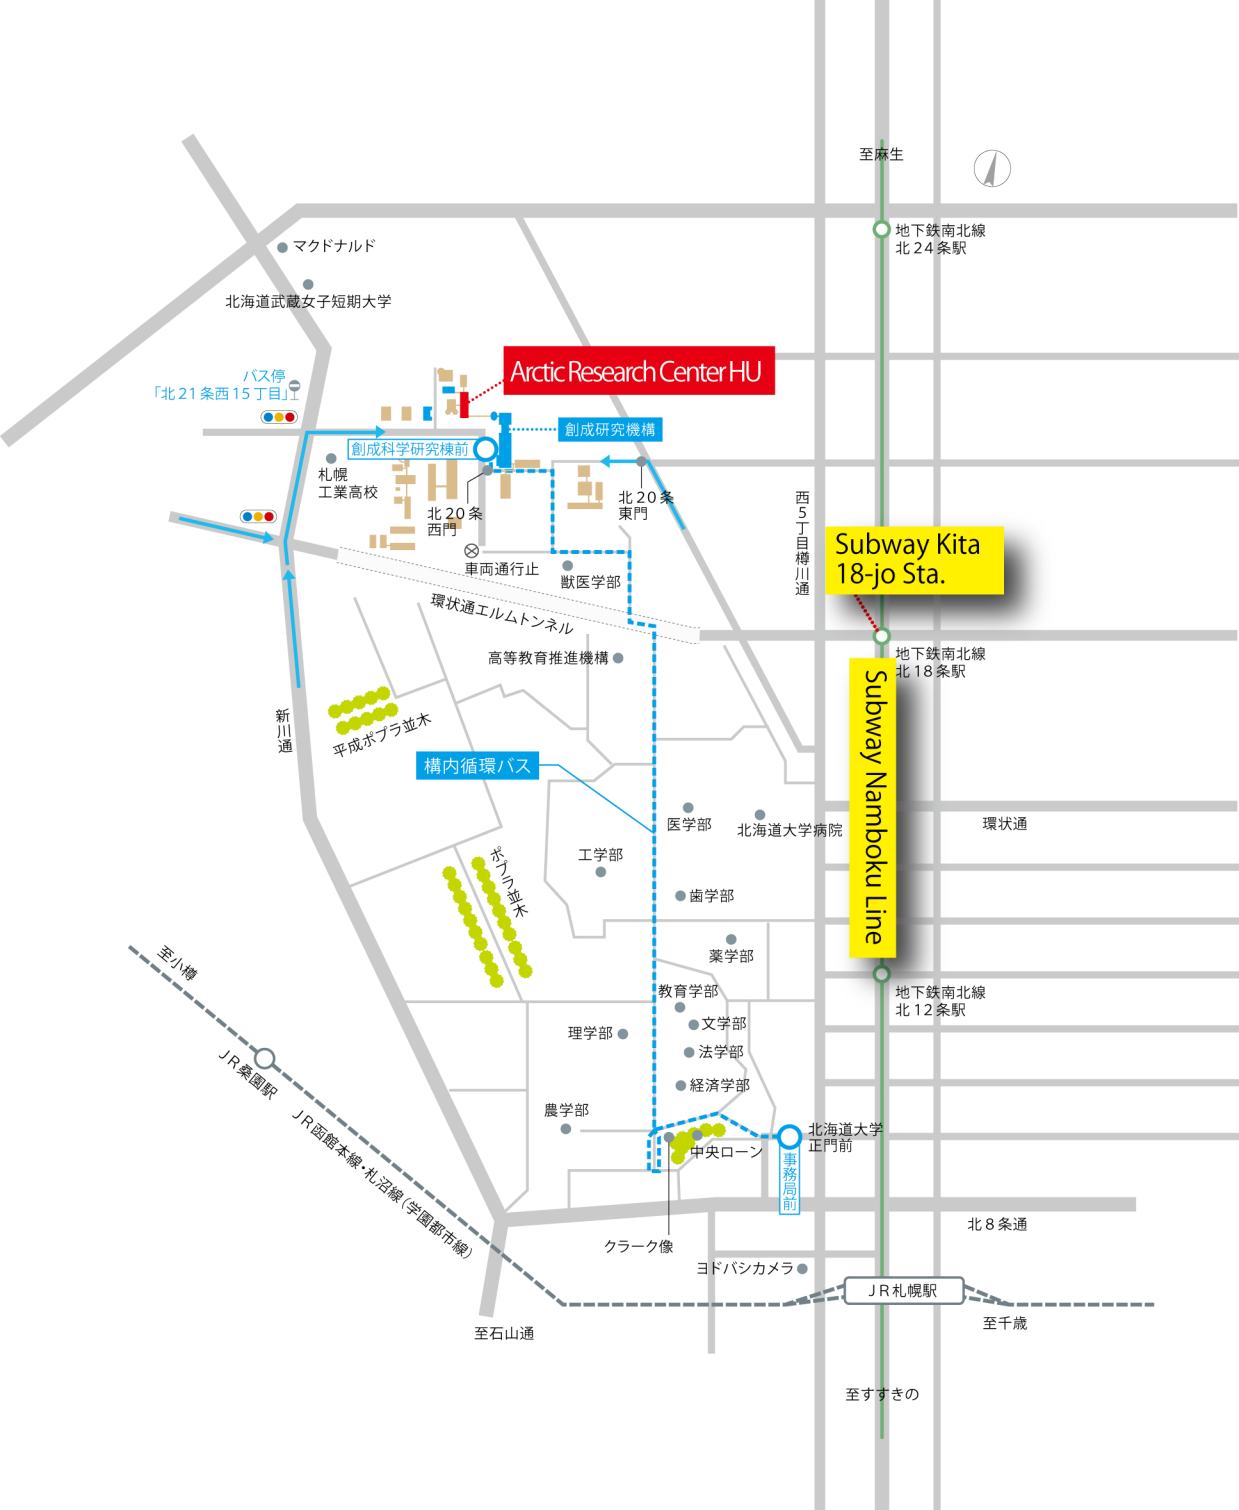 至麻生
地下鉄南北線
北24条駅
マクドナルド
北海道武蔵女子短期大学
バス停
「北21条西15丁目」
Arctic Research Center HU
創成研究機構
創成科学研究棟前
札幌
工業高校
北20条
西門
北20条
東門
西5丁目樽川通
Subway Kita
18-jo Sta.
車両通行止
獣医学部
環状通エルムトンネル
高等教育推進機構
地下鉄南北線
北18条駅
Subway Namboku Line
新川通
平成ポプラ並木
構内循環バス
医学部
北海道大学病院
環状通
工学部
ポプラ並木
歯学部
薬学部
至小樽
教育学部
地下鉄南北線
北12条駅
文学部
理学部
法学部
JR桑園駅
経済学部
農学部
JR函館本線・札沼線(学園都市線)
北海道大学
正門前
中央ローン
事務局前
北8条通
クラーク像
ヨドバシカメラ
JR札幌駅
至千歳
至石山通
至すすきの